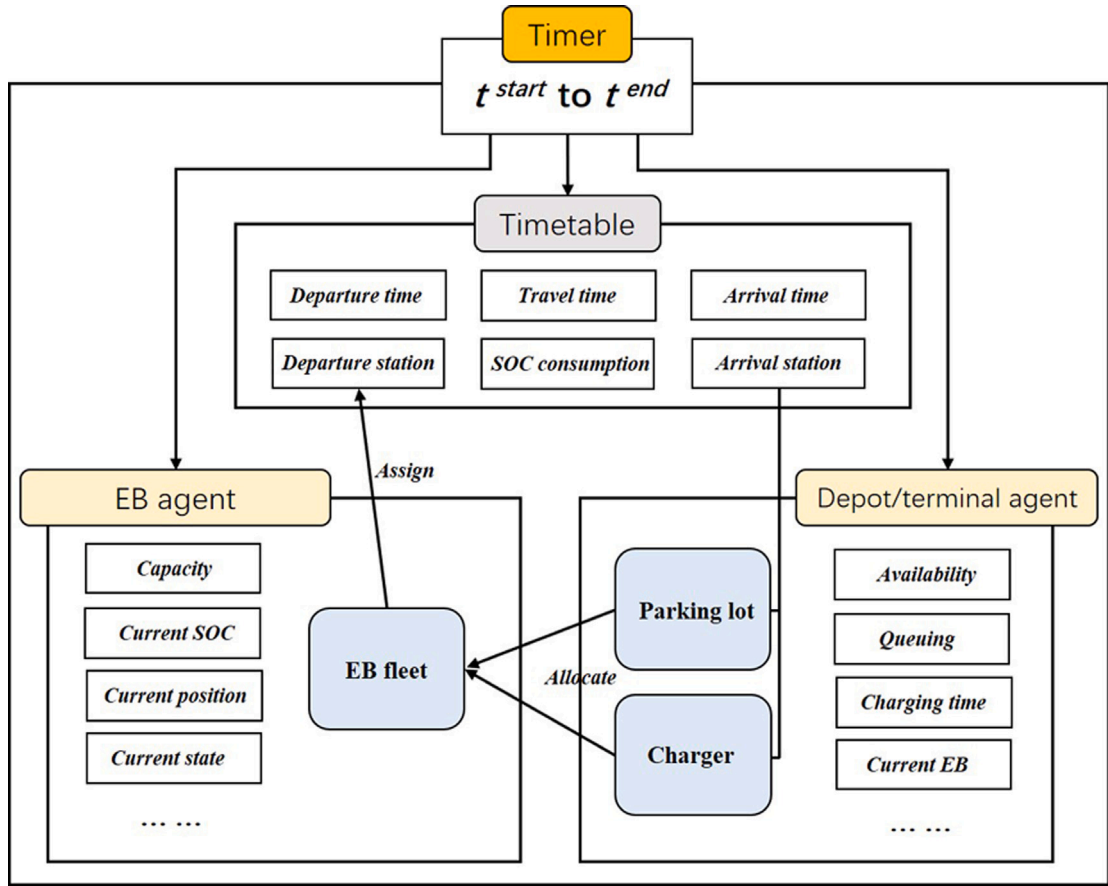 Timer
t start to t end
Timetable
Departure time
Travel time
Arrival time
Departure station
SOC consumption
Arrival station
Assign
EB agent
Depot/terminal agent
Capacity
Current SOC
Current position
Current state
... ...
EB fleet
Allocate
Parking lot
Charger
Availability
Queuing
Charging time
Current EB
... ...